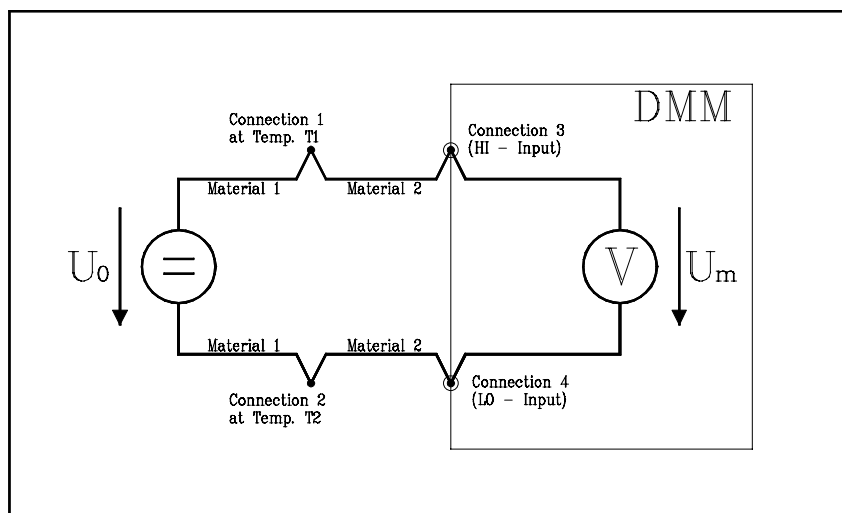 DMM
Connection 1
at Temp. T1
Connection 3
(HI - Input)
Material 1
Material 2
U0
=
V
Um
Material 1
Material 2
Connection 2
at Temp. T2
Connection 4
(LO - Input)